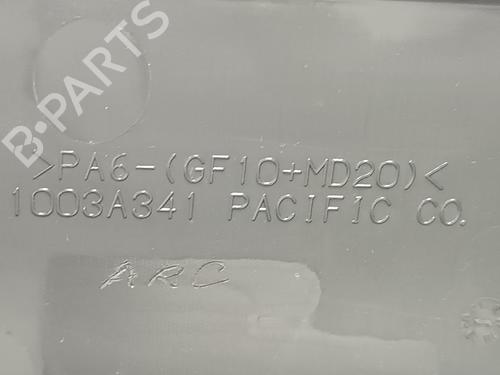 B-PARTS
>PA6-(GF10+MD20)<
1003A341 PACIFIC CO.
ARC